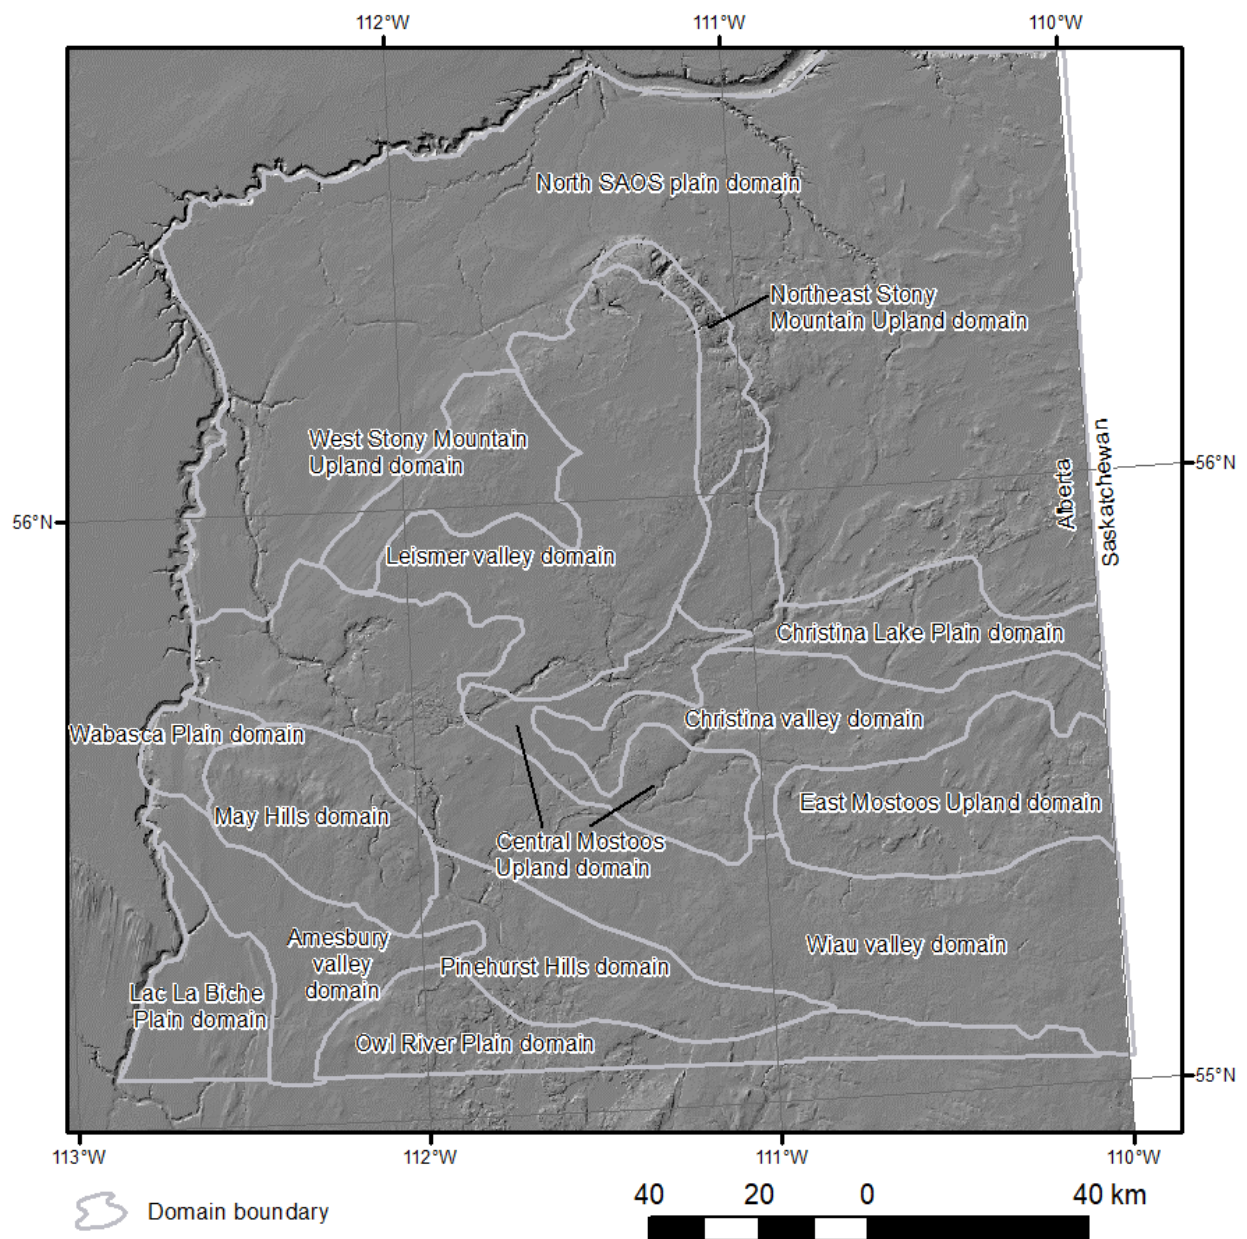 112°W
111°W
110°W
North SAOS plain domain
Northeast Stony
Mountain Upland domain
West Stony Mountain
Upland domain
Alberta
Saskatchewan
56°N
56°N
Leismer valley domain
Christina Lake Plain domain
Christina valley domain
Wabasca Plain domain
East Mostoos Upland domain
May Hills domain
Central Mostoos
Upland domain
Amesbury
valley
domain
Wiau valley domain
Pinehurst Hills domain
Lac La Biche
Plain domain
Owl River Plain domain
55°N
113°W
112°W
111°W
110°W
Domain boundary
40
20
0
40 km